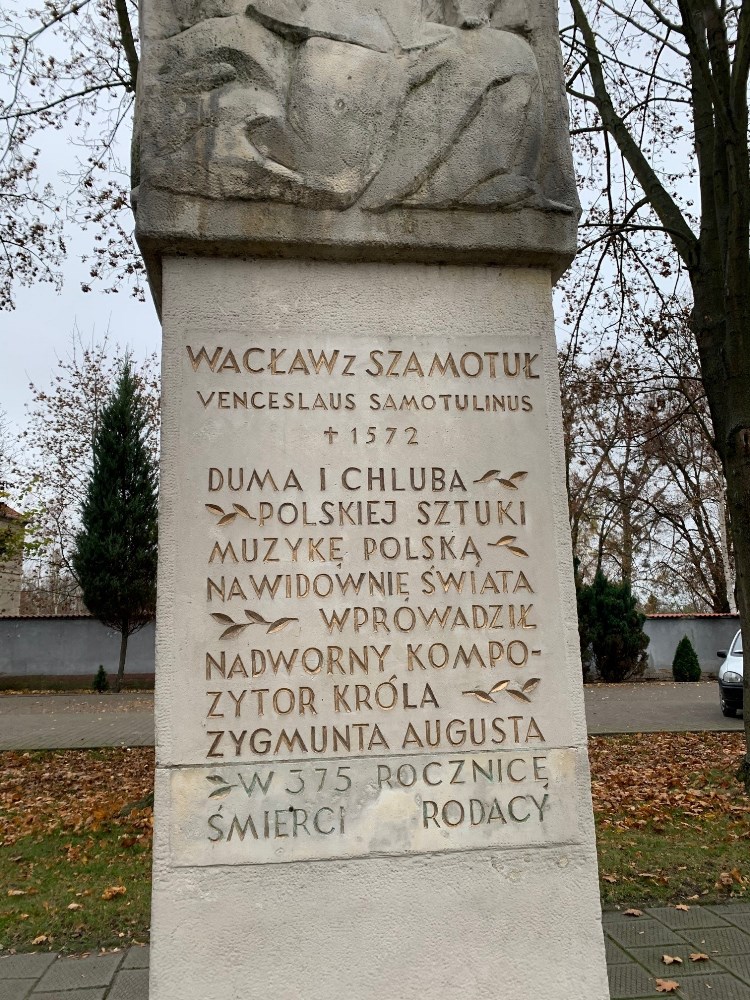 WACŁAW z SZAMOTUŁ
VENCESLAUS SAMOTULINUS
† 1572
DUMA I CHLUBA
POLSKIEJ SZTUKI
MUZYKĘ POLSKĄ
NA WIDOWNIĘ ŚWIATA
WPRÓWADZIŁ
NADWORNY KOMPO-
ZYTOR KRÓLA
ZYGMUNTA AUGUSTA
W 375 ROCZNICĘ
ŚMIERCI RODACY